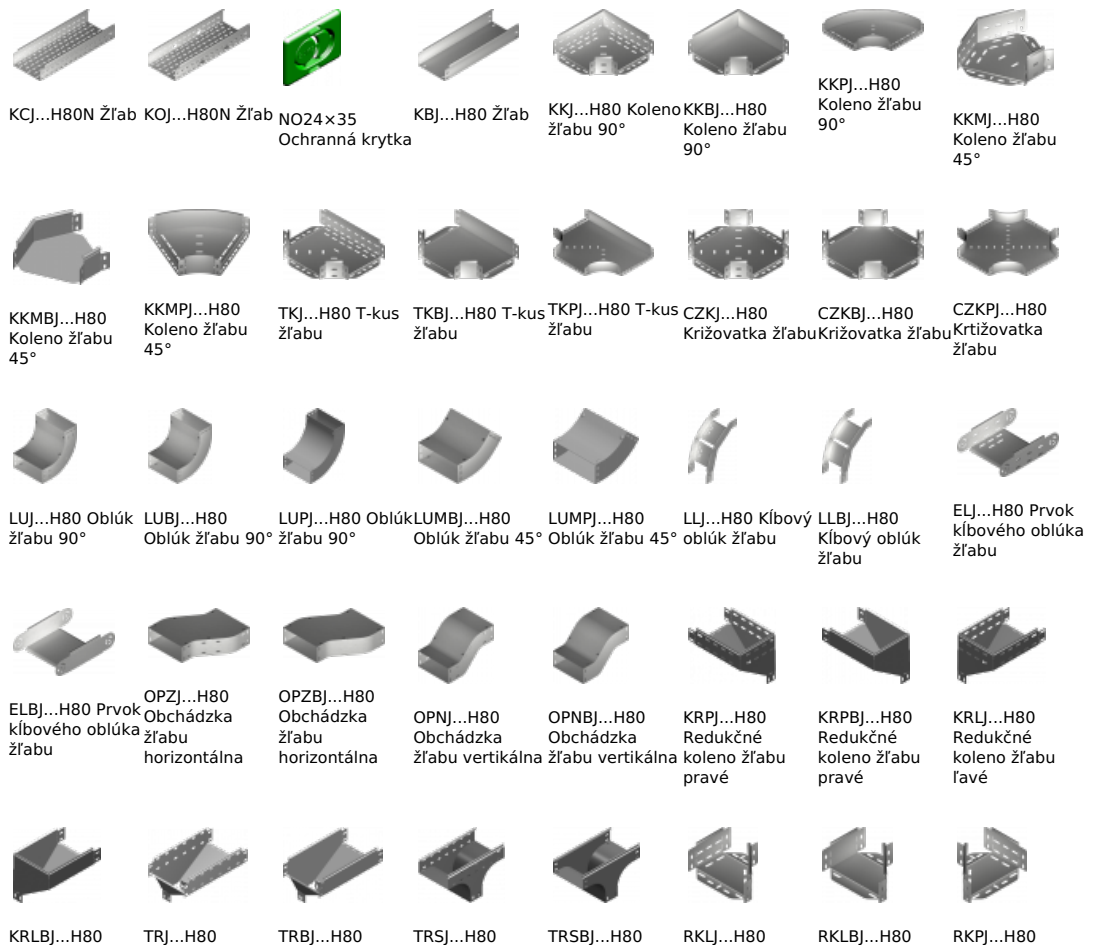 KCJ...H80N Žľab
KOJ...H80N Žľab
NO24×35
Ochranná krytka
KBJ...H80 Žľab
KKJ...H80 Koleno
žľabu 90°
KKBJ...H80
Koleno žľabu
90°
KKPJ...H80
Koleno žľabu
90°
KKMJ...H80
Koleno žľabu
45°
KKMBJ...H80
Koleno žľabu
45°
KKMPJ...H80
Koleno žľabu
45°
TKJ...H80 T-kus
žľabu
TKBJ...H80 T-kus
žľabu
TKPJ...H80 T-kus
žľabu
CZKJ...H80
Križovatka žľabu
CZKBJ...H80
Križovatka žľabu
CZKPJ...H80
Krtižovatka
žľabu
LUJ...H80 Oblúk
žľabu 90°
LUBJ...H80
Oblúk žľabu 90°
LUPJ...H80 Oblúk
žľabu 90°
LUMBJ...H80
Oblúk žľabu 45°
LUMPJ...H80
Oblúk žľabu 45°
LLJ...H80 Kĺbový
oblúk žľabu
LLBJ...H80
Kĺbový oblúk
žľabu
ELJ...H80 Prvok
kĺbového oblúka
žľabu
ELBJ...H80 Prvok
kĺbového oblúka
žľabu
OPZJ...H80
Obchádzka
žľabu
horizontálna
OPZBJ...H80
Obchádzka
žľabu
horizontálna
OPNJ...H80
Obchádzka
žľabu vertikálna
OPNBJ...H80
Obchádzka
žľabu vertikálna
KRPJ...H80
Redukčné
koleno žľabu
pravé
KRPBJ...H80
Redukčné
koleno žľabu
pravé
KRLJ...H80
Redukčné
koleno žľabu
ľavé
KRLBJ...H80
TRJ...H80
TRBJ...H80
TRSJ...H80
TRSBJ...H80
RKLJ...H80
RKLBJ...H80
RKPJ...H80